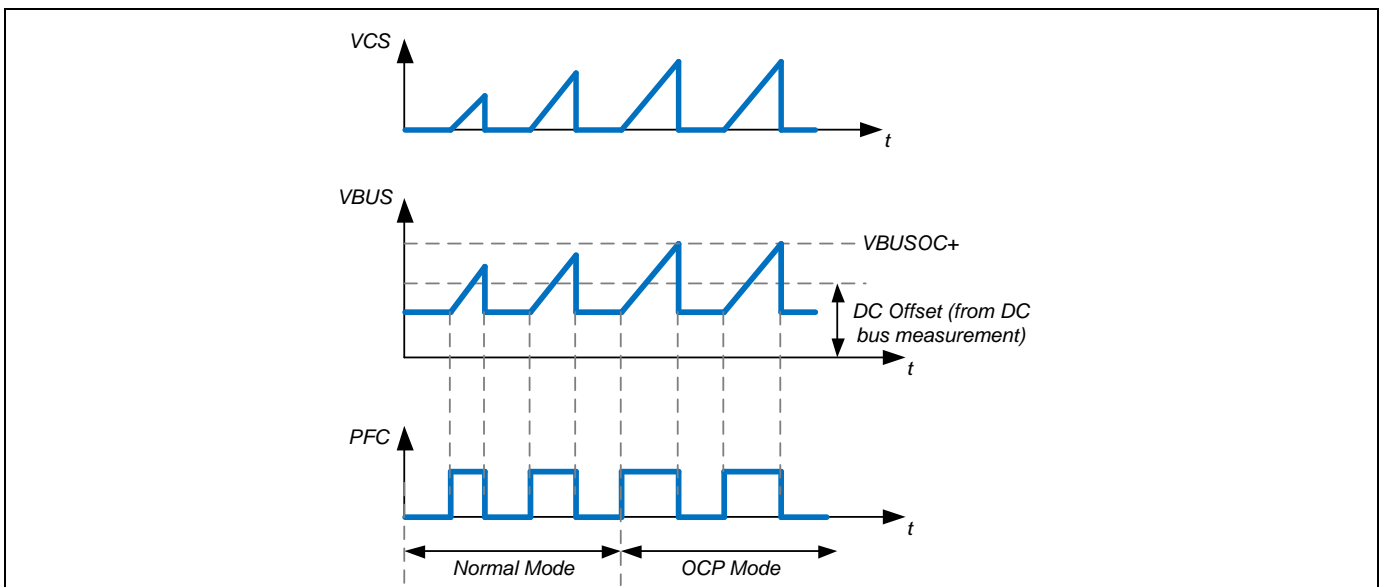 VCS
t
VBUS
VBUSOC+
DC Offset (from DC
bus measurement)
t
PFC
t
Normal Mode
OCP Mode